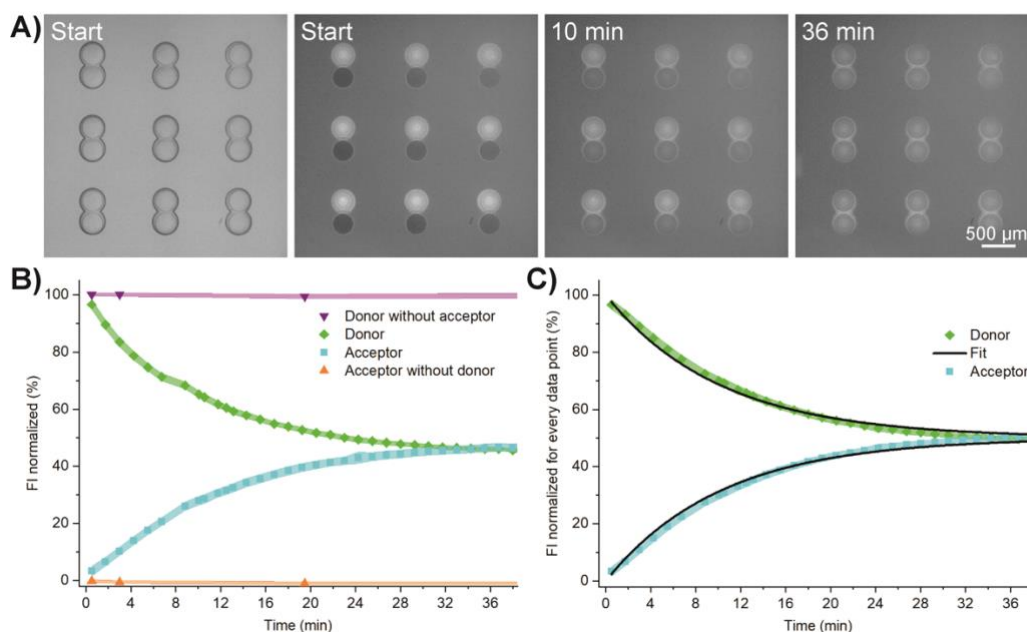 A) Start
Start
10 min
36 min
500 µm
B)
FI normalized (%)
100
80
60
40
20
0
Donor without acceptor
Donor
Acceptor
Acceptor without donor
0 4 8 12 16 20 24 28 32 36
Time (min)
C)
FI normalized for every data point (%)
100
80
60
40
20
0
Donor
Fit
Acceptor
0 4 8 12 16 20 24 28 32 36
Time (min)